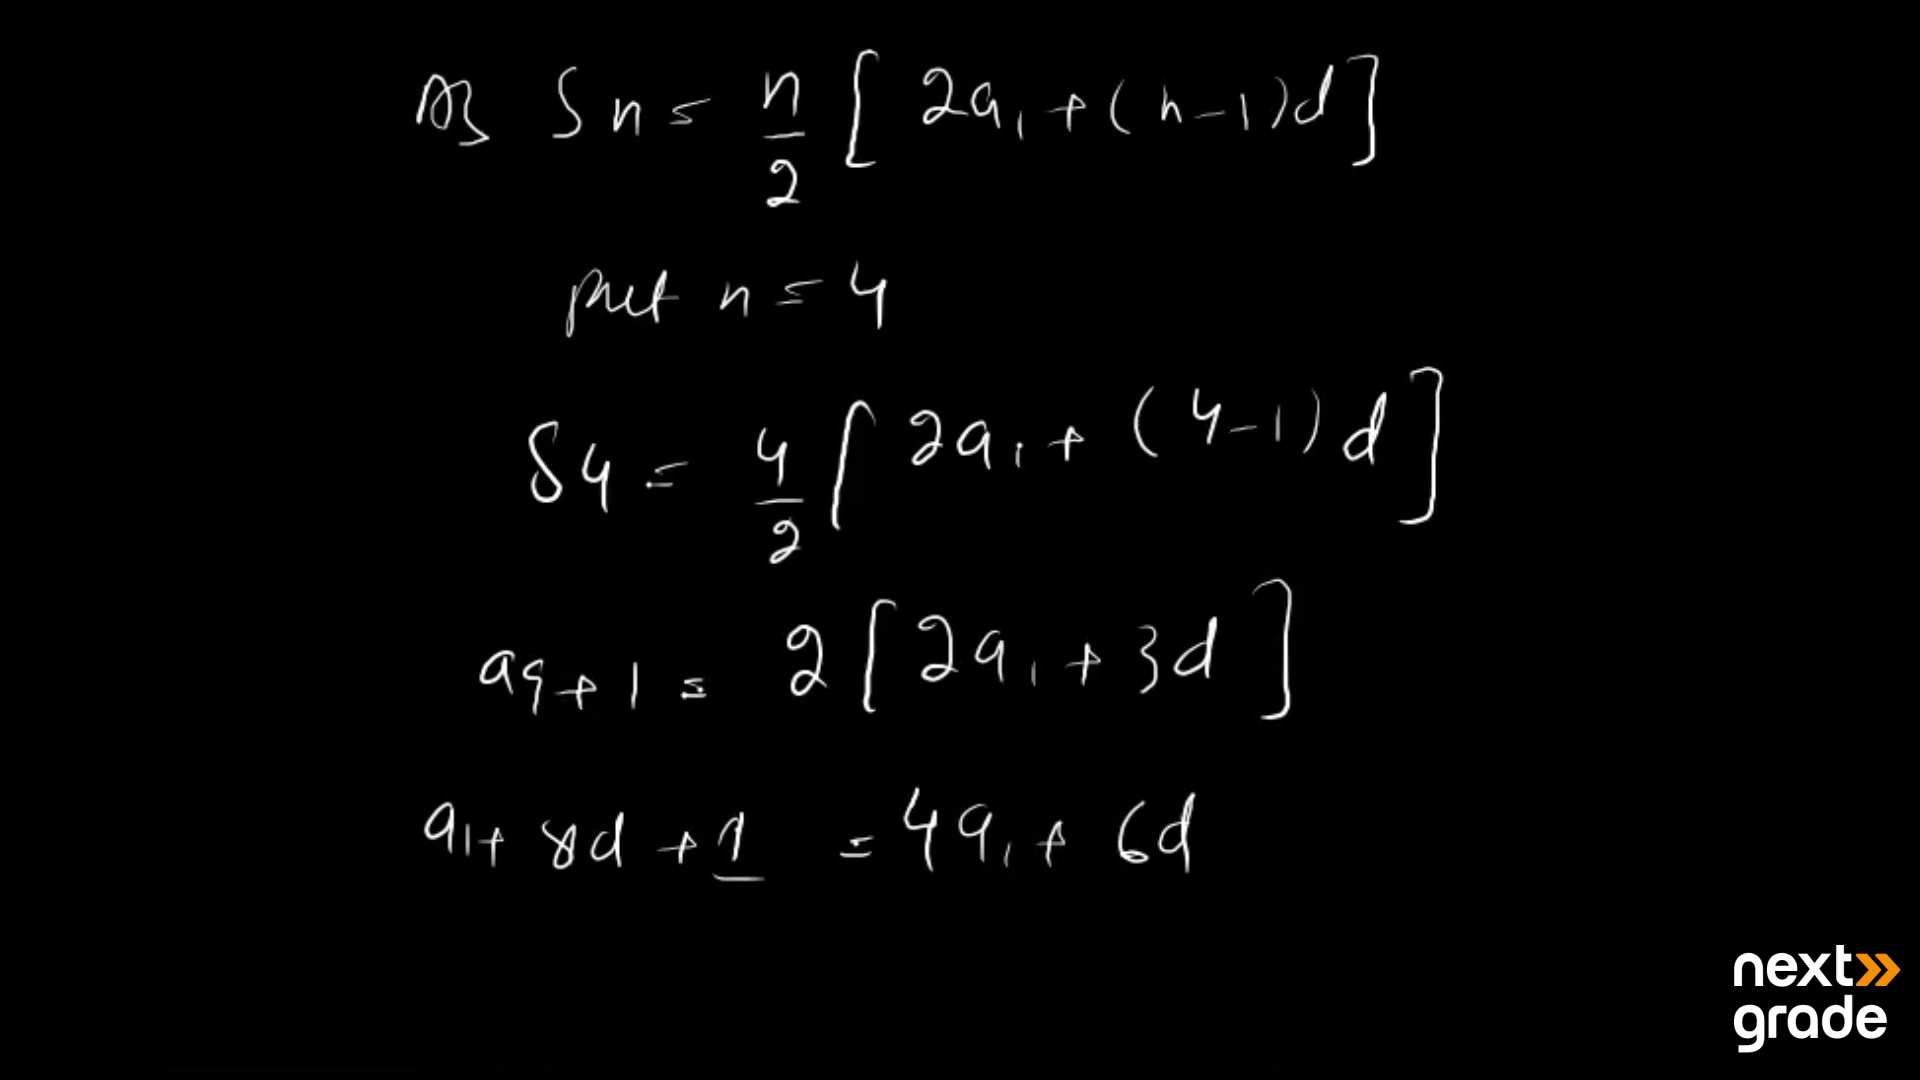 As Sn = n/2 [ 2a₁ + (n-1)d ]
put n = 4
S4 = 4/2 [ 2a₁ + (4-1)d ]
a9 + 1 = 2 [ 2a₁ + 3d ]
a₁ + 8d + 1 = 4a₁ + 6d
next
grade